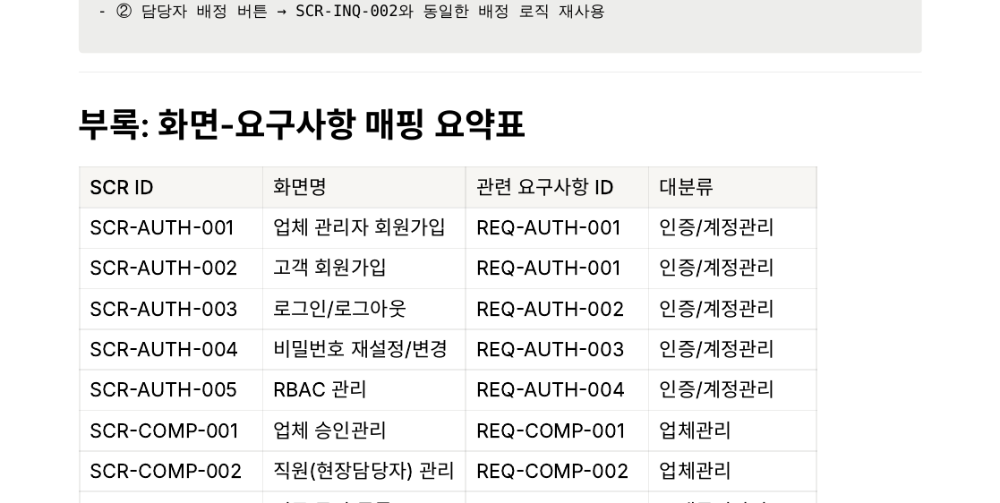 - ② 담당자 배정 버튼 → SCR-INQ-002와 동일한 배정 로직 재사용
부록: 화면-요구사항 매핑 요약표
SCR ID 화면명 관련 요구사항 ID 대분류
SCR-AUTH-001 업체 관리자 회원가입 REQ-AUTH-001 인증/계정관리
SCR-AUTH-002 고객 회원가입 REQ-AUTH-001 인증/계정관리
SCR-AUTH-003 로그인/로그아웃 REQ-AUTH-002 인증/계정관리
SCR-AUTH-004 비밀번호 재설정/변경 REQ-AUTH-003 인증/계정관리
SCR-AUTH-005 RBAC 관리 REQ-AUTH-004 인증/계정관리
SCR-COMP-001 업체 승인관리 REQ-COMP-001 업체관리
SCR-COMP-002 직원(현장담당자) 관리 REQ-COMP-002 업체관리